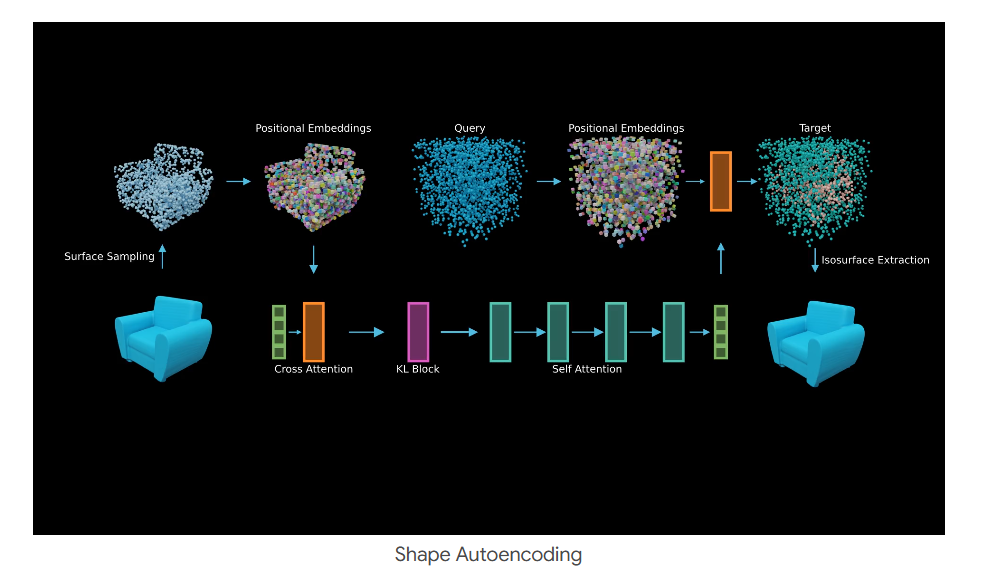 Positional Embeddings
Query
Positional Embeddings
Target
Surface Sampling
Isosurface Extraction
Cross Attention
KL Block
Self Attention
Shape Autoencoding